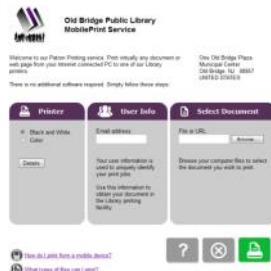 Old Bridge Public Library
MobilePrint Service
Welcome to our Patron Printing service. Print virtually any document or
web page from your Internet connected PC to one of our Library
printers.
There is no additional software required. Simply follow these steps:
One Old Bridge Plaza
Municipal Center
Old Bridge, NJ 08857
UNITED STATES
Printer
Black and White
Color
Details
User Info
Email address:
Your user information is
used to uniquely identify
your print jobs.
Use this information to
obtain your document in
the Library printing
facility.
Select Document
File or URL:
Browse...
Browse your computer files to select
the document you wish to print.
?
How do I print from a mobile device?
What types of files can I print?